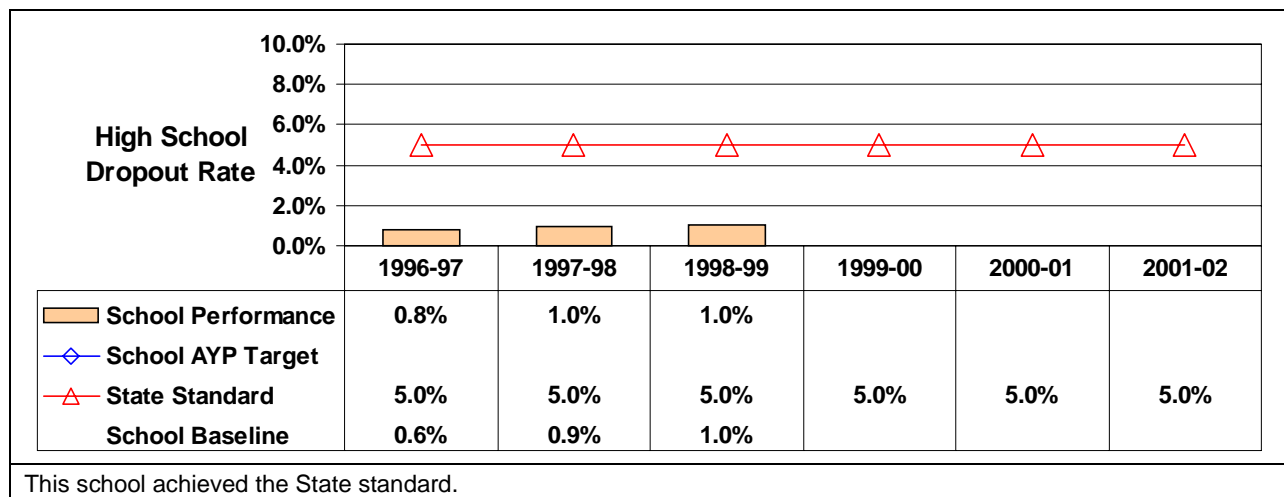 10.0%
8.0%
6.0%
4.0%
2.0%
0.0%
High School
Dropout Rate
1996-97 1997-98 1998-99 1999-00 2000-01 2001-02
School Performance 0.8% 1.0% 1.0%
School AYP Target
State Standard 5.0% 5.0% 5.0% 5.0% 5.0% 5.0%
School Baseline 0.6% 0.9% 1.0%
This school achieved the State standard.